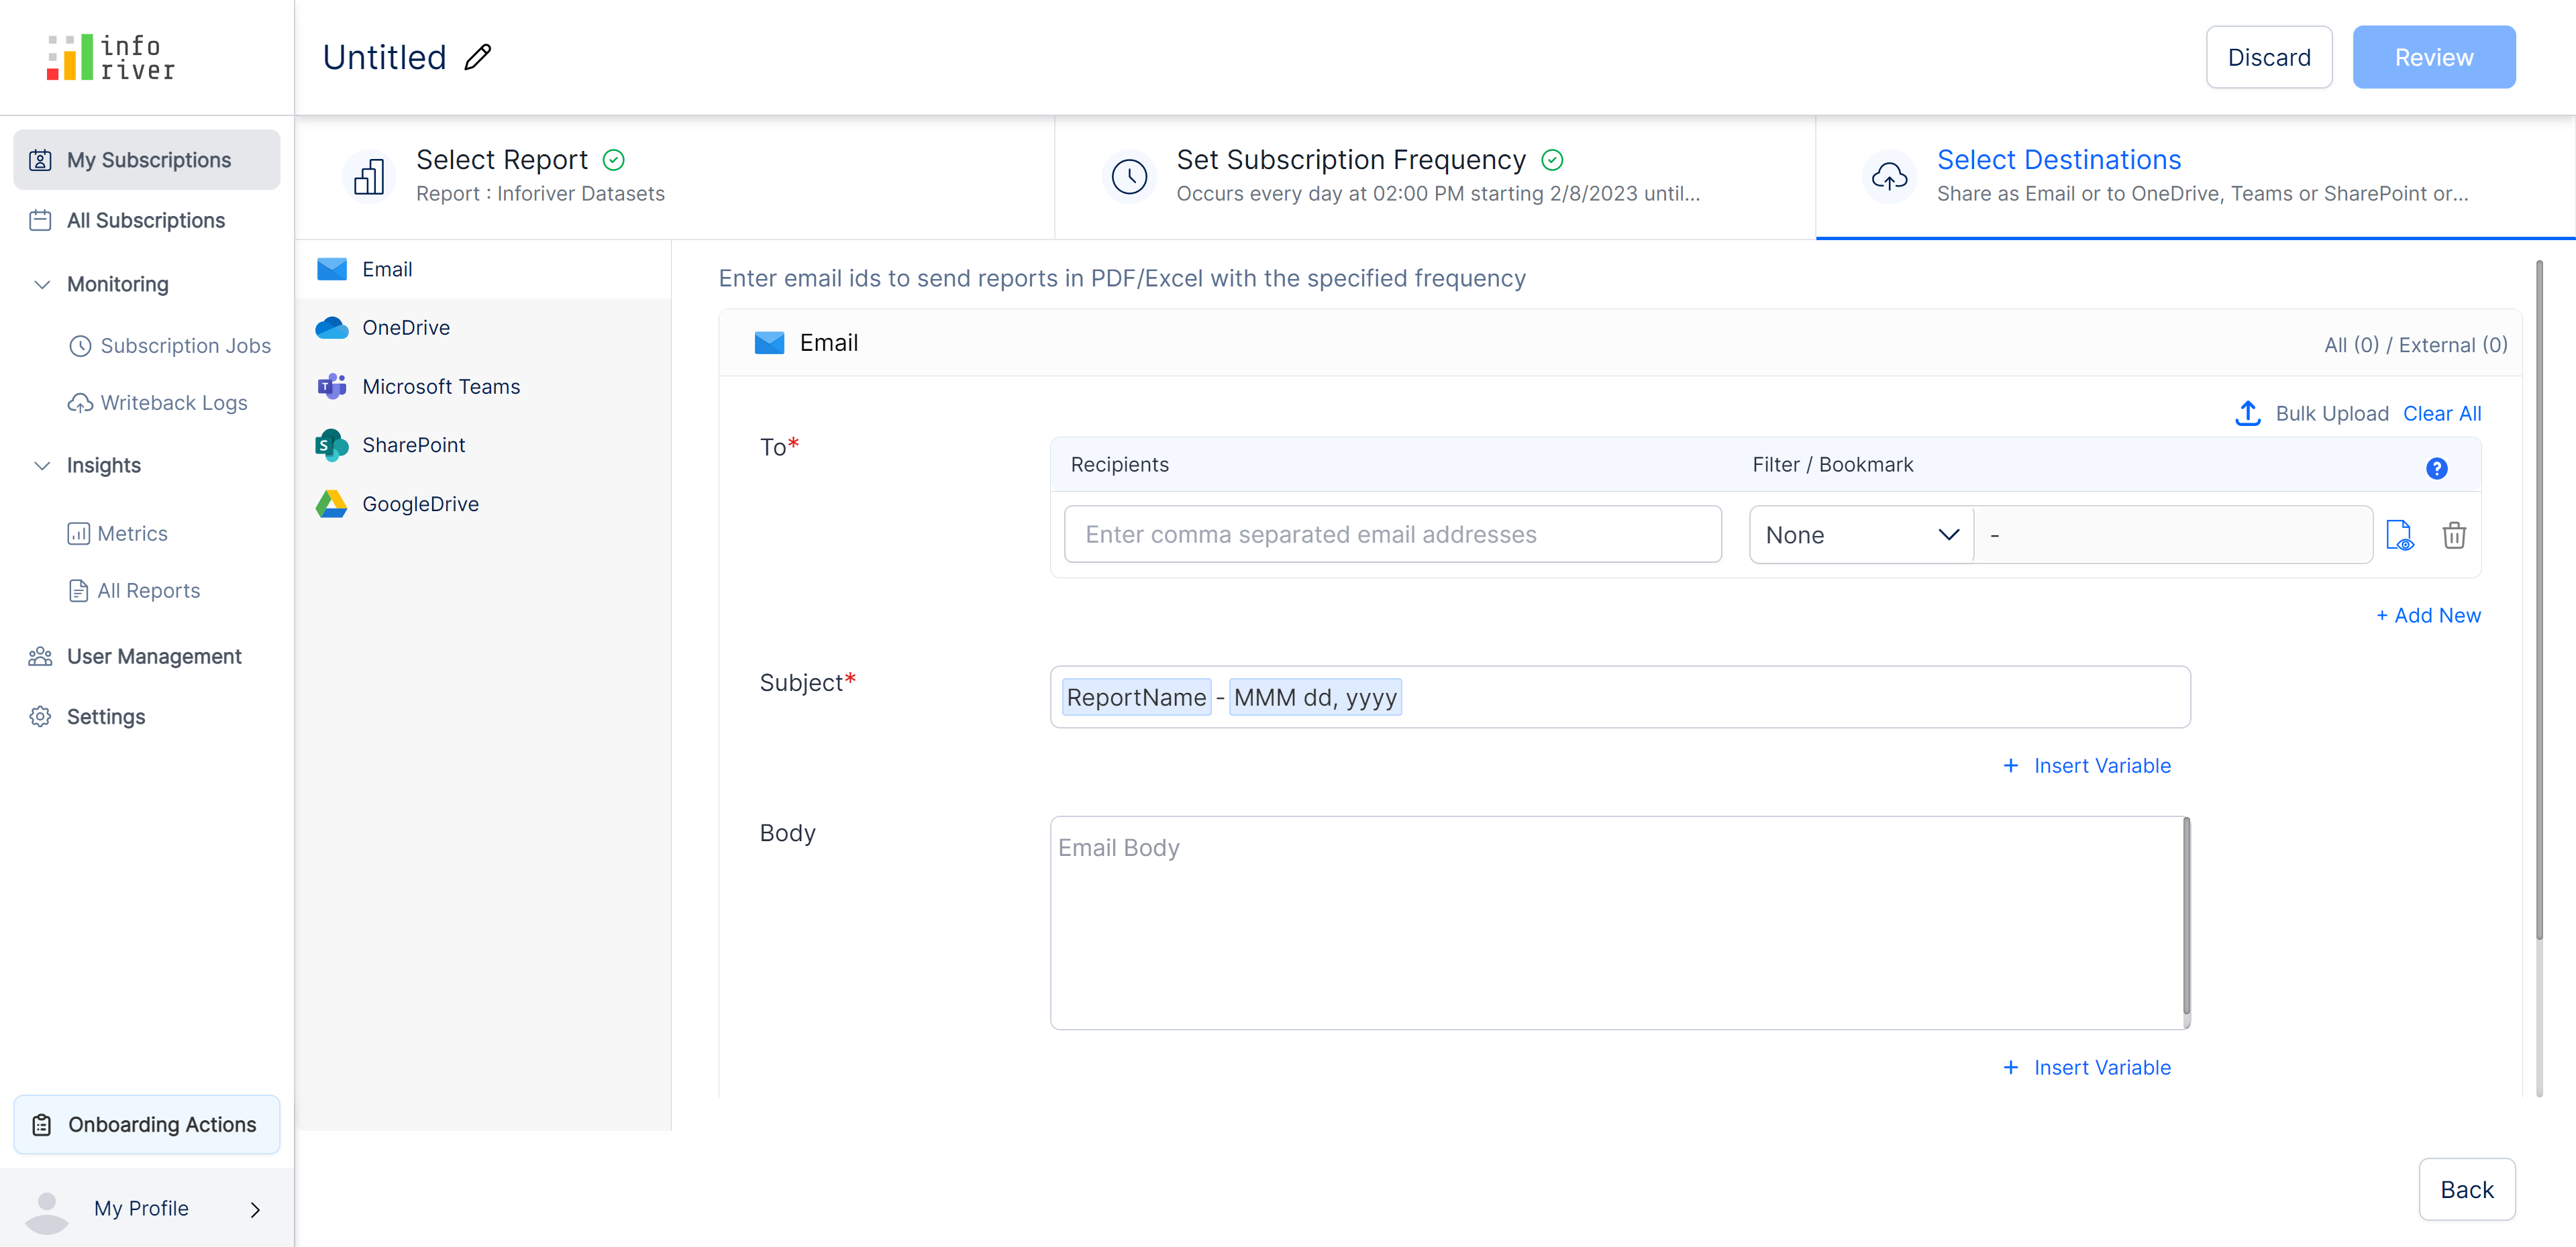 info
river
Untitled
Discard
Review
My Subscriptions
All Subscriptions
Monitoring
Subscription Jobs
Writeback Logs
Insights
Metrics
All Reports
User Management
Settings
Onboarding Actions
My Profile
Select Report
Report : Inforiver Datasets
Set Subscription Frequency
Occurs every day at 02:00 PM starting 2/8/2023 until...
Select Destinations
Share as Email or to OneDrive, Teams or SharePoint or...
Email
OneDrive
Microsoft Teams
SharePoint
GoogleDrive
Enter email ids to send reports in PDF/Excel with the specified frequency
Email
All (0) / External (0)
Bulk Upload Clear All
To*
Recipients
Filter / Bookmark
?
Enter comma separated email addresses
None
-
+ Add New
Subject*
ReportName - MMM dd, yyyy
+ Insert Variable
Body
Email Body
+ Insert Variable
Back